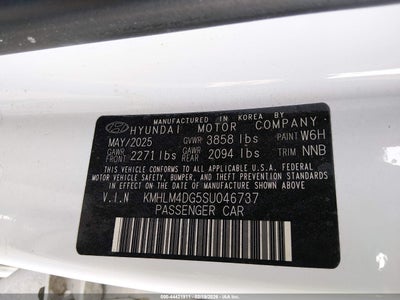 MANUFACTURED IN KOREA BY
HYUNDAI MOTOR COMPANY
MAY/2025 GVWR 3858 lbs PAINT W6H
GAWR FRONT 2271 lbs GAWR REAR 2094 lbs TRIM NNB
THIS VEHICLE CONFORMS TO ALL APPLICABLE U.S.A. FEDERAL
MOTOR VEHICLE SAFETY, BUMPER AND THEFT PREVENTION
STANDARDS IN EFFECT ON THE DATE OF MANUFACTURE
SHOWN ABOVE.
V.I.N KMHLM4DG5SU046737
PASSENGER CAR